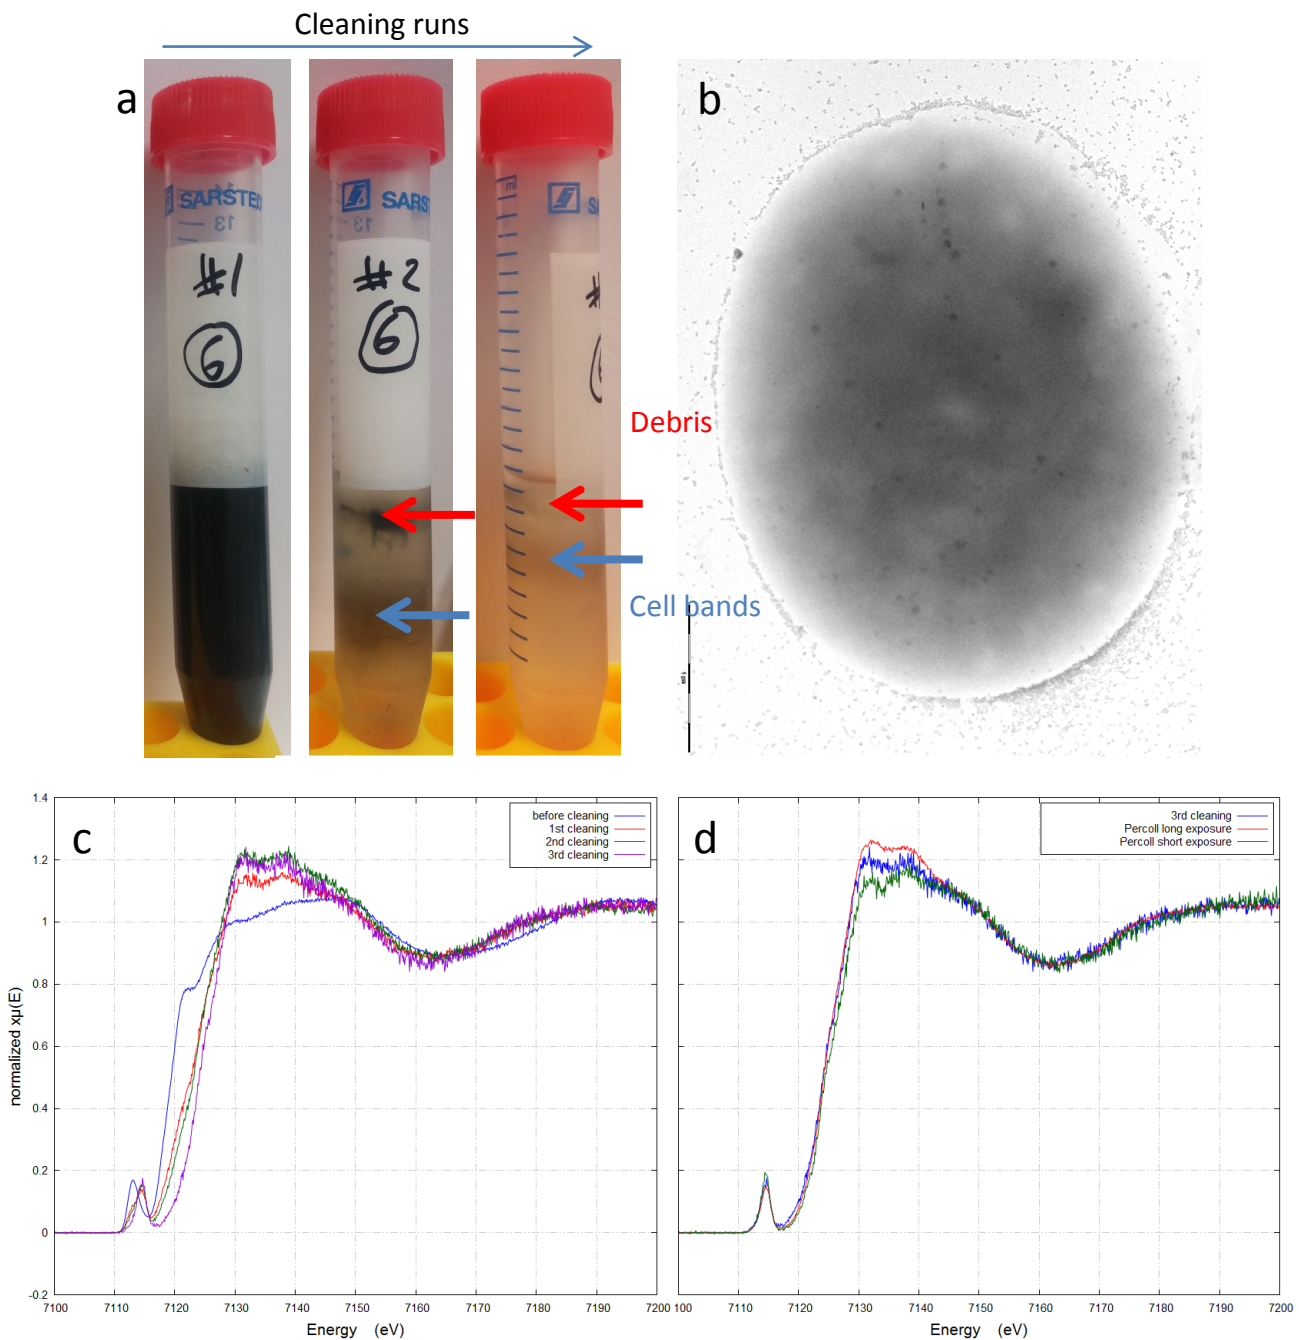 Cleaning runs
a
SARSTED
13
#1
6
SARS
13
#2
6
ml
S
#
Debris
Cell bands
b
c
1.4
1.2
1
0.8
0.6
0.4
0.2
0
-0.2
normalized xμ(E)
before cleaning
1st cleaning
2nd cleaning
3rd cleaning
7100 7110 7120 7130 7140 7150 7160 7170 7180 7190 7200
Energy (eV)
d
3rd cleaning
Percoll long exposure
Percoll short exposure
100 7110 7120 7130 7140 7150 7160 7170 7180 7190 7200
Energy (eV)